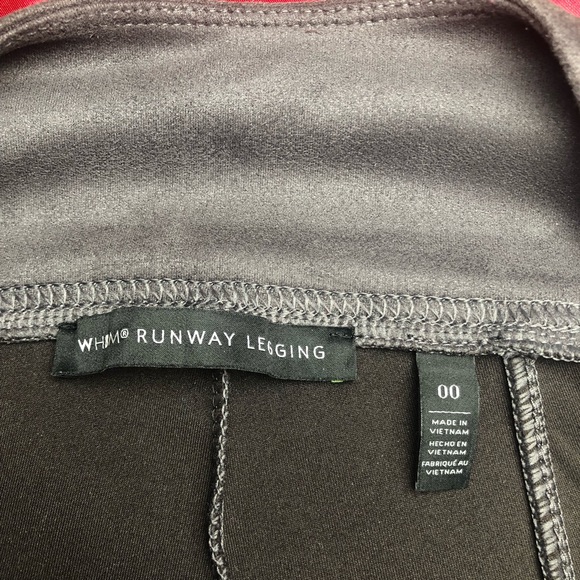 WHBM® RUNWAY LEGGING
00
MADE IN
VIETNAM
HECHO EN
VIETNAM
FABRIQUÉ AU
VIETNAM